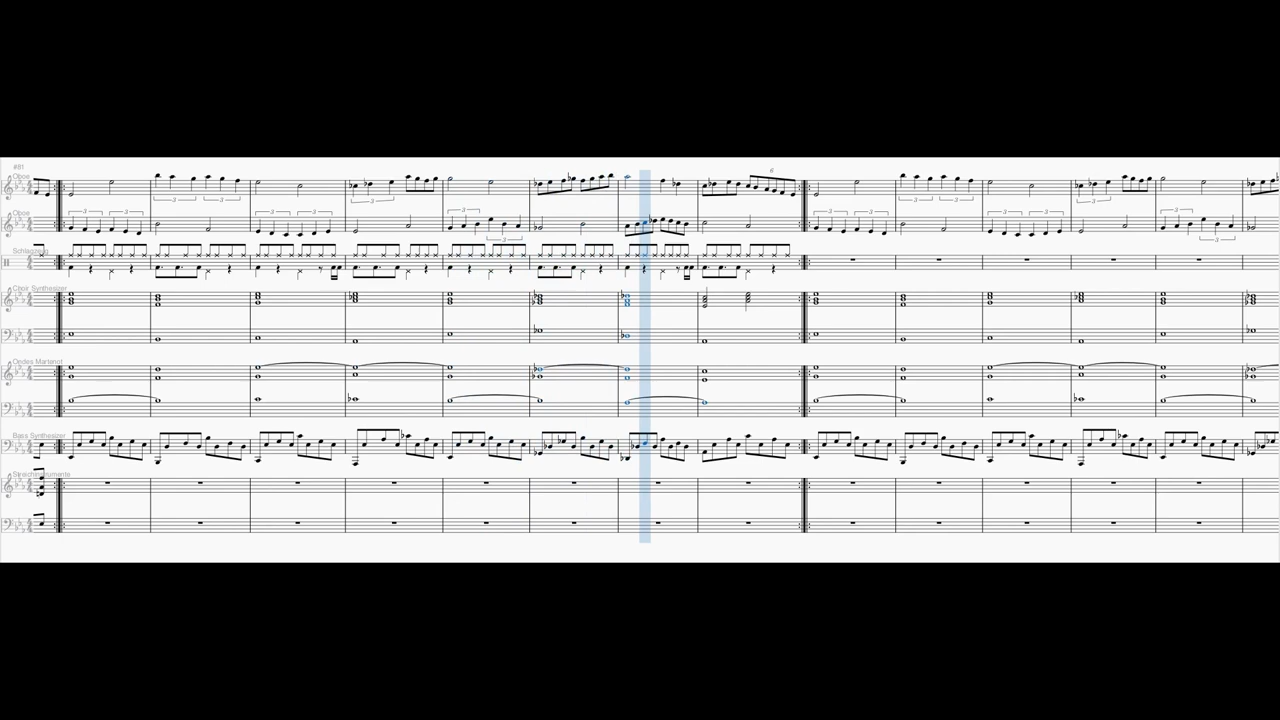 #81
Oboe
Oboe
Schlagzeug
Choir Synthesizer
Ondes Martenot
Bass Synthesizer
Streichinstrumente